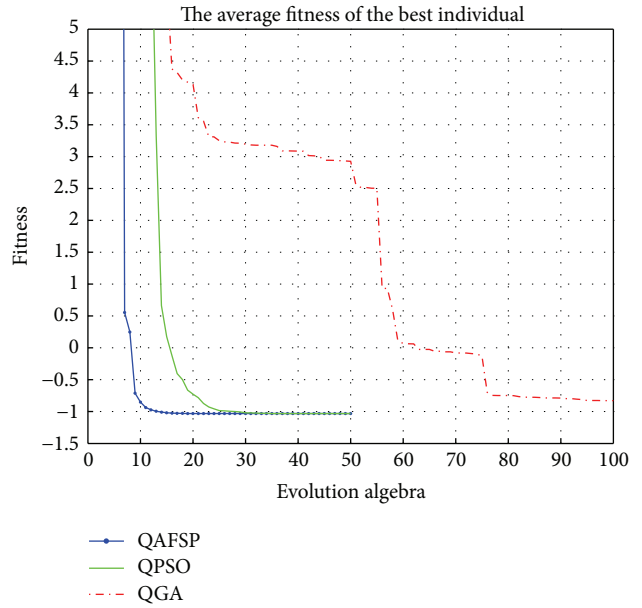 The average fitness of the best individual
5
4.5
4
3.5
3
2.5
2
1.5
1
0.5
0
−0.5
−1
−1.5
Fitness
0 10 20 30 40 50 60 70 80 90 100
Evolution algebra
QAFSP
QPSO
QGA